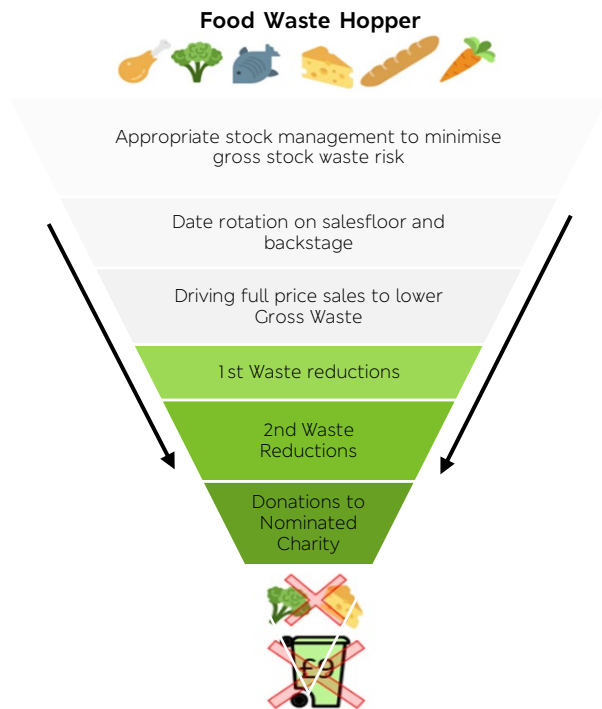 Food Waste Hopper
Appropriate stock management to minimise
gross stock waste risk
Date rotation on salesfloor and
backstage
Driving full price sales to lower
Gross Waste
1st Waste reductions
2nd Waste
Reductions
Donations to
Nominated
Charity
£9